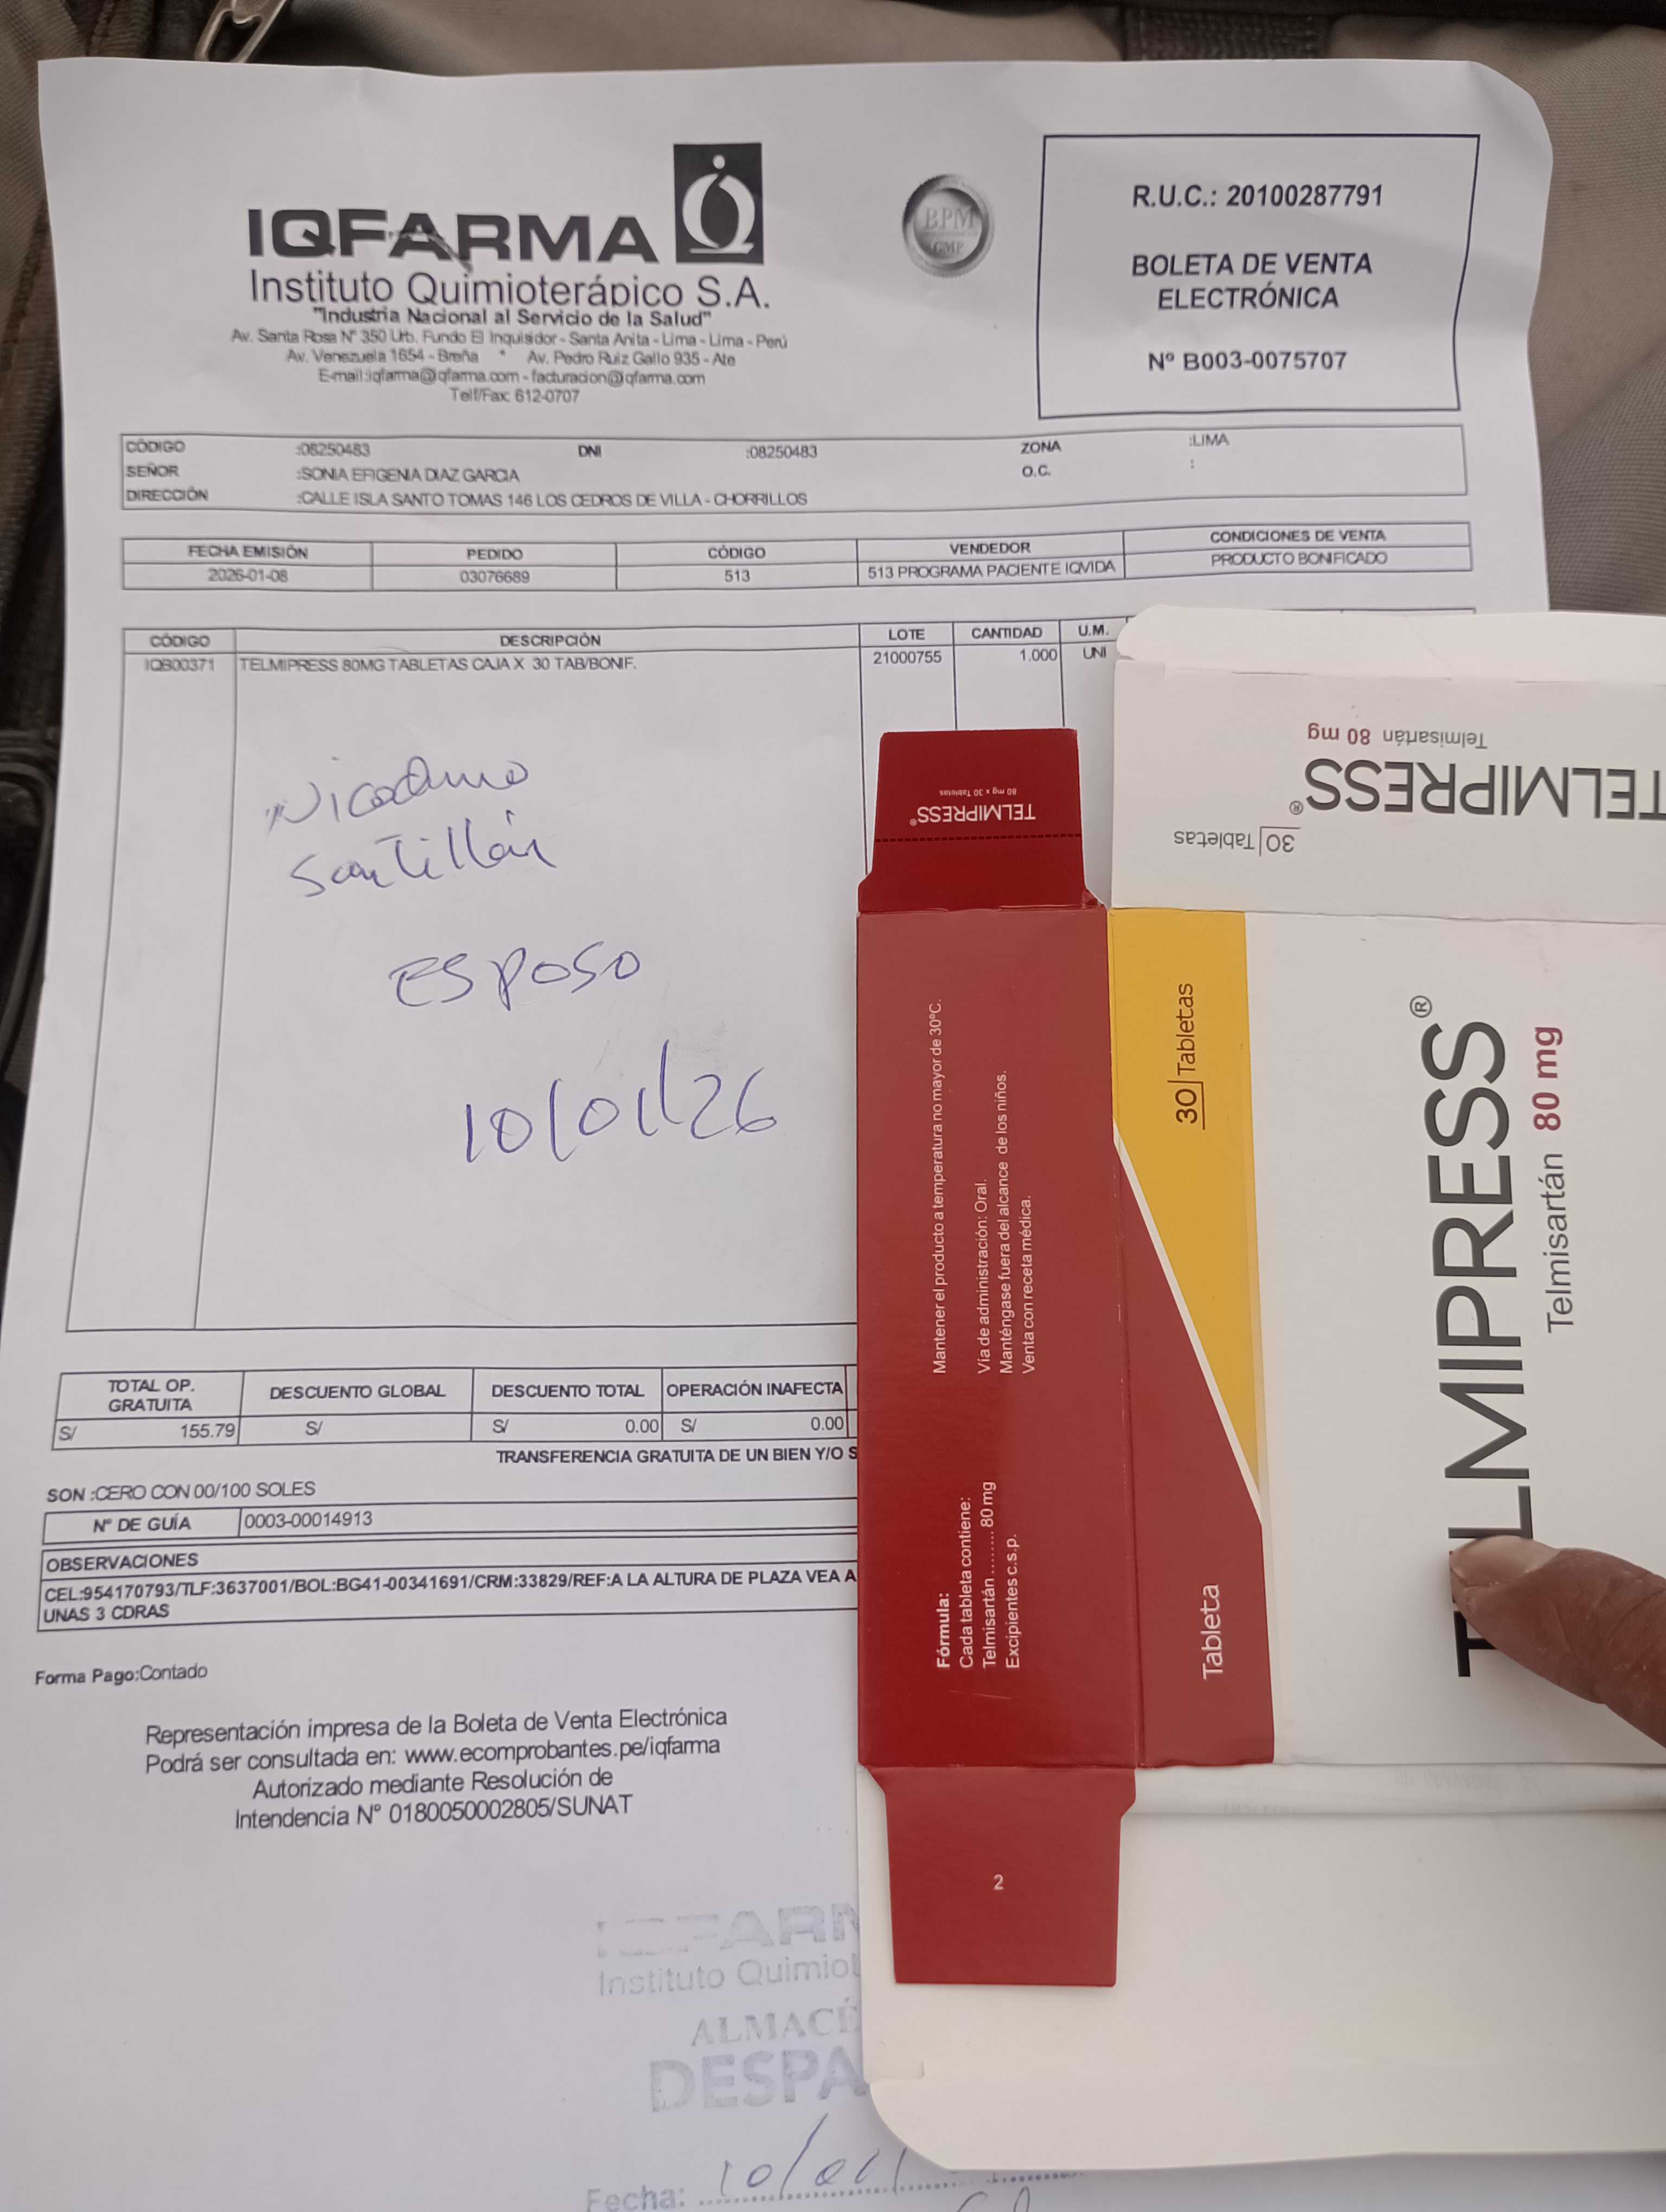 IQFARMA
Instituto Quimioterápico S.A.
"Industria Nacional al Servicio de la Salud"
Av. Santa Rosa Nº 350 Urb. Fundo El Inquisidor - Santa Anita - Lima - Lima - Perú
Av. Venezuela 1654 - Breña * Av. Pedro Ruiz Gallo 935 - Ate
E-mail:iqfarma@iqfarma.com - facturacion@iqfarma.com
Telf/Fax: 612-0707
BPM
GMP
R.U.C.: 20100287791
BOLETA DE VENTA
ELECTRÓNICA
Nº B003-0075707
CÓDIGO :08250483 DNI :08250483 ZONA :LIMA
SEÑOR :SONIA EFIGENIA DIAZ GARCIA O.C. :
DIRECCIÓN :CALLE ISLA SANTO TOMAS 146 LOS CEDROS DE VILLA - CHORRILLOS
FECHA EMISIÓN PEDIDO CÓDIGO VENDEDOR CONDICIONES DE VENTA
2026-01-08 03076689 513 513 PROGRAMA PACIENTE IQVIDA PRODUCTO BONIFICADO
CÓDIGO DESCRIPCIÓN LOTE CANTIDAD U.M.
IQB00371 TELMIPRESS 80MG TABLETAS CAJA X 30 TAB/BONIF. 21000755 1.000 UNI
Nicodemo
Santillán
Esposo
10/01/26
TOTAL OP. GRATUITA DESCUENTO GLOBAL DESCUENTO TOTAL OPERACIÓN INAFECTA
S/ 155.79 S/ S/ 0.00 S/ 0.00
TRANSFERENCIA GRATUITA DE UN BIEN Y/O S
SON :CERO CON 00/100 SOLES
Nº DE GUÍA 0003-00014913
OBSERVACIONES
CEL:954170793/TLF:3637001/BOL:BG41-00341691/CRM:33829/REF:A LA ALTURA DE PLAZA VEA A
UNAS 3 CDRAS
Forma Pago:Contado
Representación impresa de la Boleta de Venta Electrónica
Podrá ser consultada en: www.ecomprobantes.pe/iqfarma
Autorizado mediante Resolución de
Intendencia Nº 0180050002805/SUNAT
Instituto Quimiot
ALMACÉ
DESPA
Fecha: 10/01/
TELMIPRESS®
Telmisartán 80 mg
30 Tabletas
TELMIPRESS®
80 mg x 30 Tabletas
Mantener el producto a temperatura no mayor de 30ºC.
Vía de administración: Oral.
Manténgase fuera del alcance de los niños.
Venta con receta médica.
Fórmula:
Cada tableta contiene:
Telmisartán ........ 80 mg
Excipientes c.s.p.
30 Tabletas
Tableta
TELMIPRESS®
Telmisartán 80 mg
2